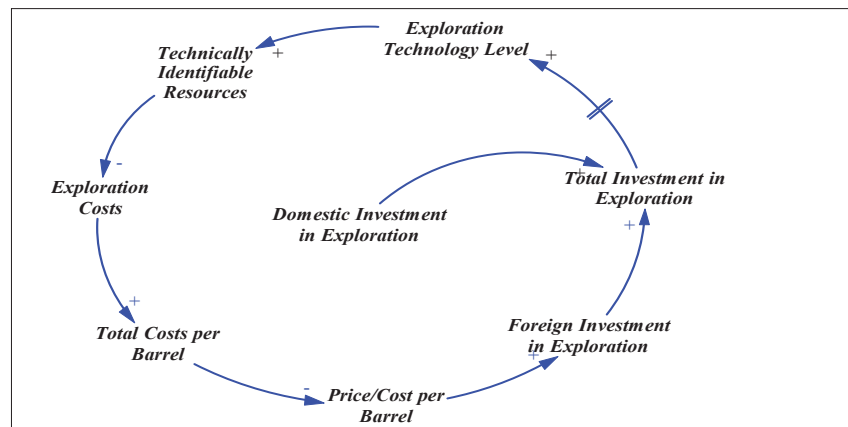 Exploration
Technology Level
+
+
Technically
Identifiable
Resources
-
Exploration
Costs
+
Total Investment in
Exploration
Domestic Investment
in Exploration
+
+
Total Costs per
Barrel
Foreign Investment
in Exploration
+
-
Price/Cost per
Barrel